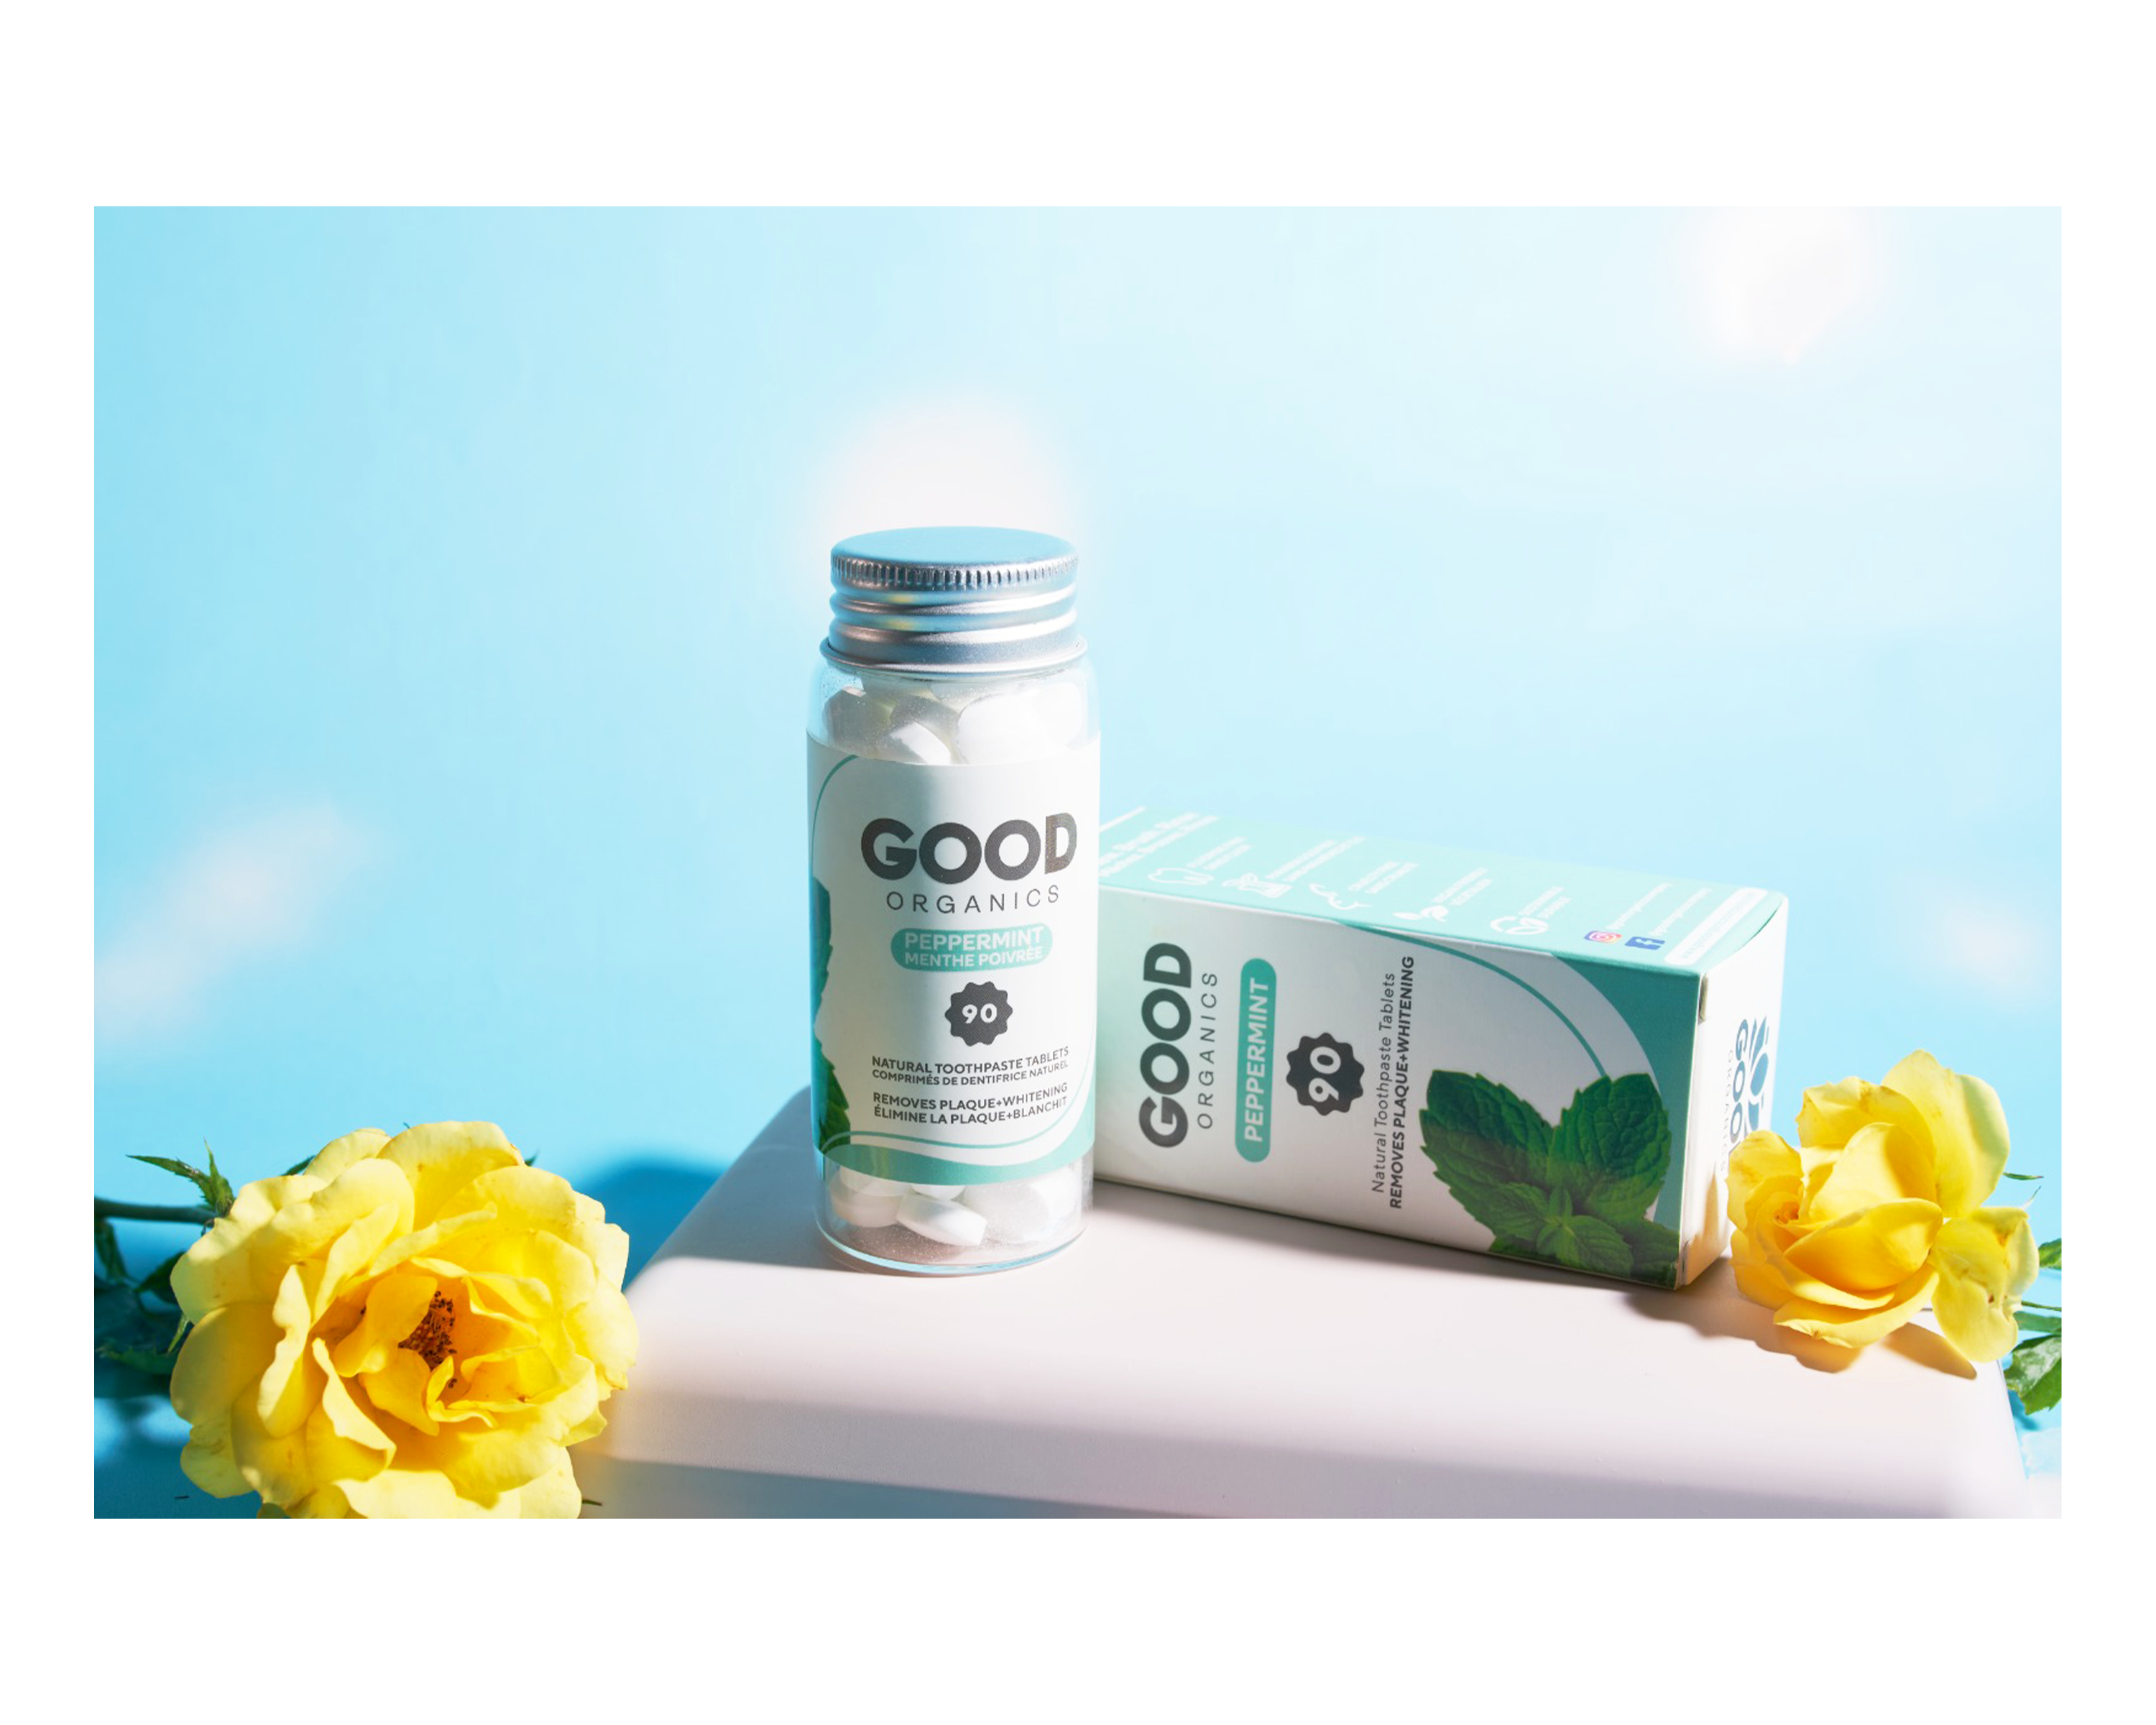 GOOD
ORGANICS
PEPPERMINT
MENTHE POIVRÉE
90
NATURAL TOOTHPASTE TABLETS
COMPRIMÉS DE DENTIFRICE NATUREL
REMOVES PLAQUE+WHITENING
ÉLIMINE LA PLAQUE+BLANCHIT
GOOD
ORGANICS
PEPPERMINT
90
Natural Toothpaste Tablets
REMOVES PLAQUE+WHITENING
GOOD